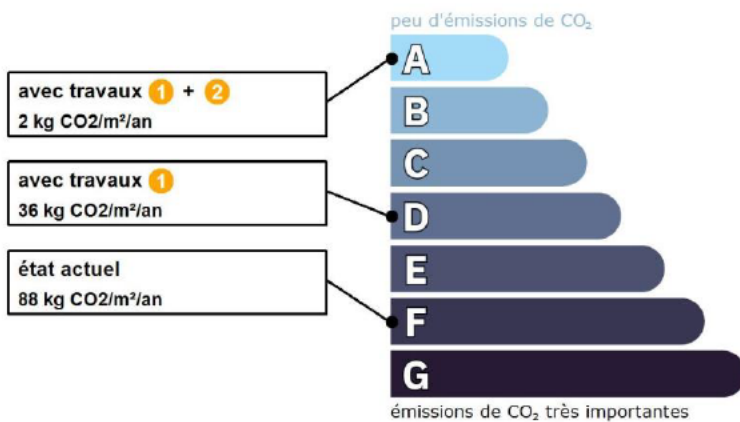 peu d'émissions de CO₂
avec travaux 1 + 2
2 kg CO2/m²/an
avec travaux 1
36 kg CO2/m²/an
état actuel
88 kg CO2/m²/an
A
B
C
D
E
F
G
émissions de CO₂ très importantes